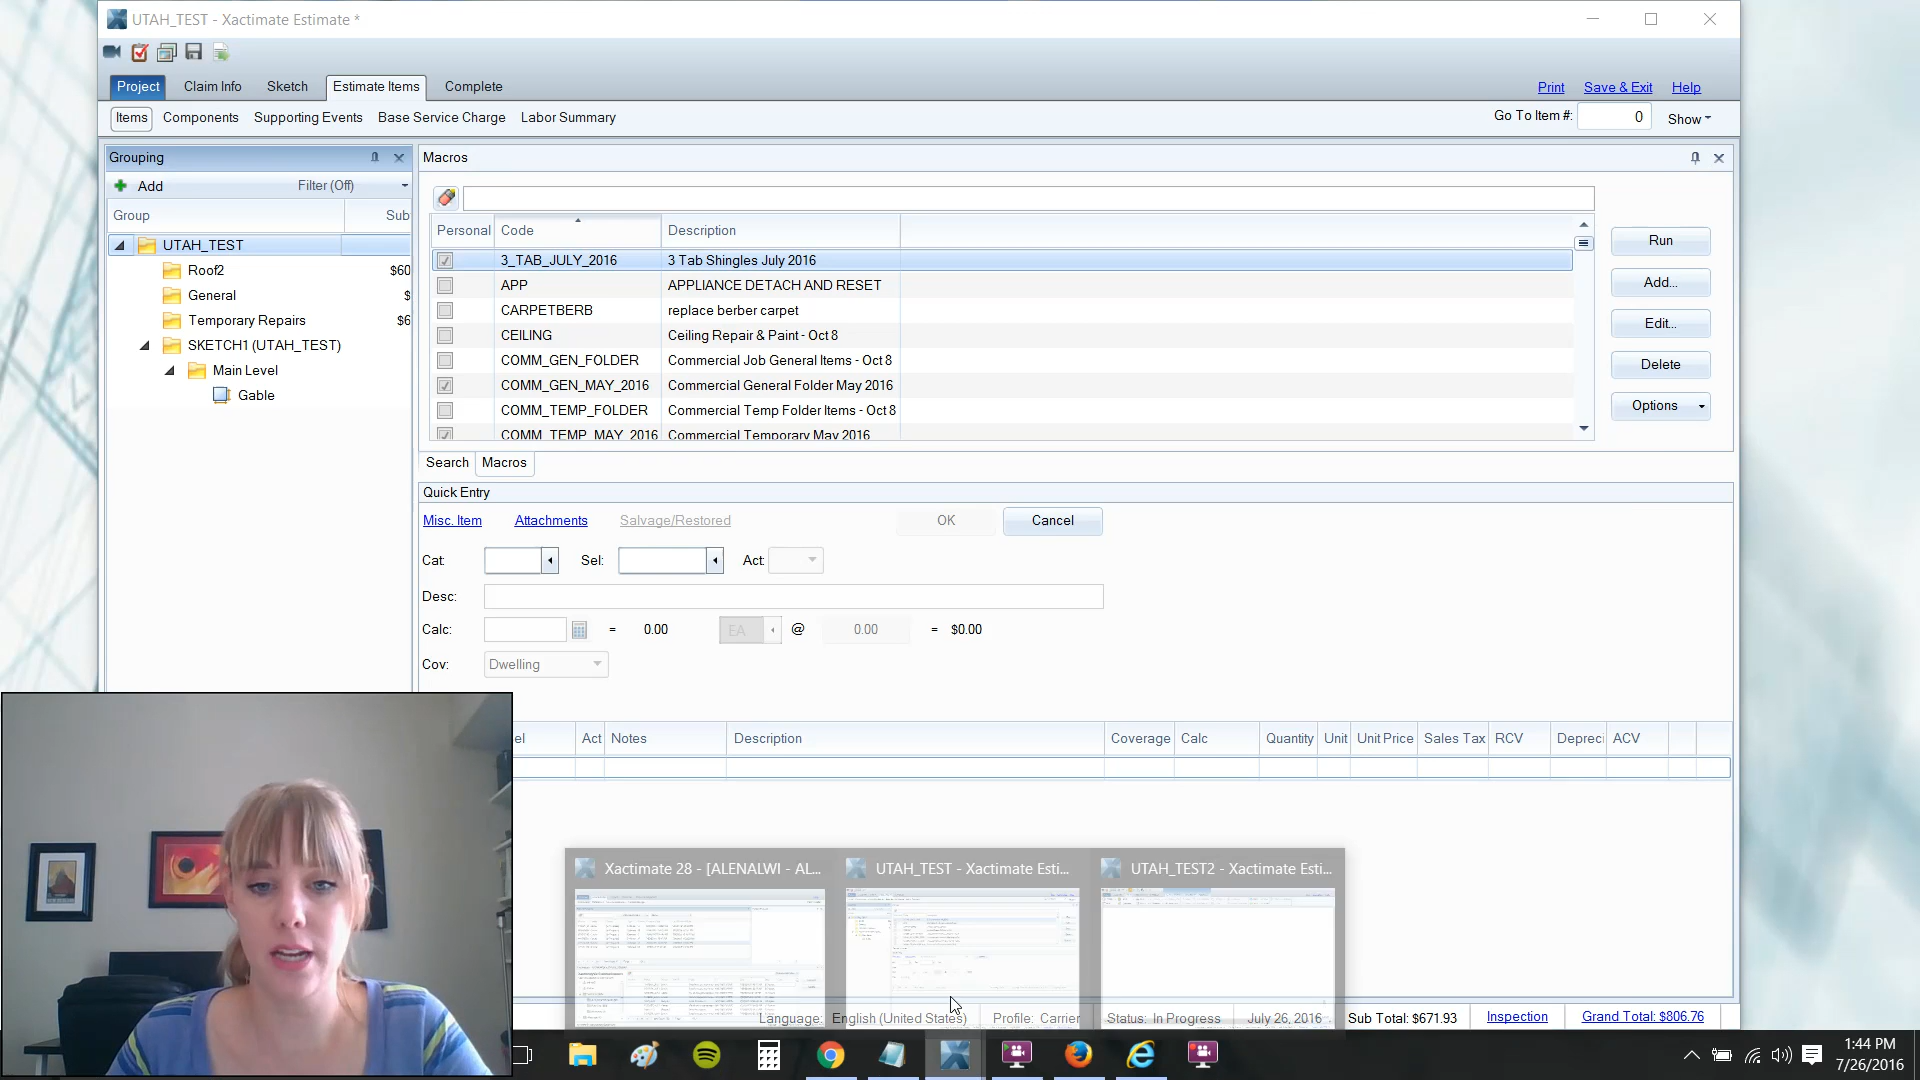 UTAH_TEST - Xactimate Estimate *
Project Claim Info Sketch Estimate Items Complete
Print Save & Exit Help
Items Components Supporting Events Base Service Charge Labor Summary
Go To Item #: 0 Show
Grouping
Add Filter (Off)
Group Sub
UTAH_TEST
Roof2 $60
General $
Temporary Repairs $6
SKETCH1 (UTAH_TEST)
Main Level
Gable
Macros
Personal Code Description
3_TAB_JULY_2016 3 Tab Shingles July 2016
APP APPLIANCE DETACH AND RESET
CARPETBERB replace berber carpet
CEILING Ceiling Repair & Paint - Oct 8
COMM_GEN_FOLDER Commercial Job General Items - Oct 8
COMM_GEN_MAY_2016 Commercial General Folder May 2016
COMM_TEMP_FOLDER Commercial Temp Folder Items - Oct 8
COMM_TEMP_MAY_2016 Commercial Temporary May 2016
Run
Add...
Edit...
Delete
Options
Search Macros
Quick Entry
Misc. Item Attachments Salvage/Restored OK Cancel
Cat: Sel: Act:
Desc:
Calc: = 0.00 EA @ 0.00 = $0.00
Cov: Dwelling
el Act Notes Description Coverage Calc Quantity Unit Unit Price Sales Tax RCV Depreci ACV
Xactimate 28 - [ALENALWI - AL... UTAH_TEST - Xactimate Esti... UTAH_TEST2 - Xactimate Esti...
Language: English (United States) Profile: Carrier Status: In Progress July 26, 2016 Sub Total: $671.93 Inspection Grand Total: $806.76
1:44 PM
7/26/2016